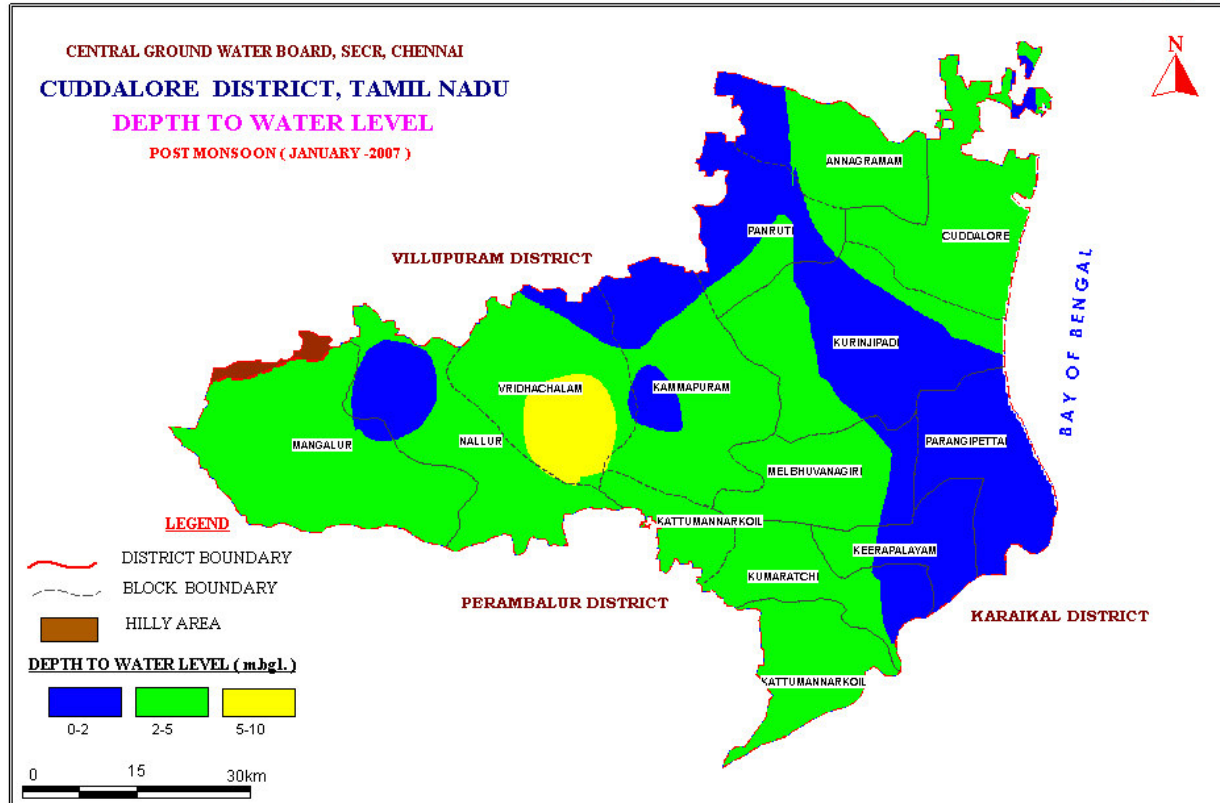 CENTRAL GROUND WATER BOARD, SECR, CHENNAI
CUDDALORE DISTRICT, TAMIL NADU
DEPTH TO WATER LEVEL
POST MONSOON ( JANUARY -2007 )
N
ANNAGRAMAM
PANRUTI
CUDDALORE
VILLUPURAM DISTRICT
BAY OF BENGAL
KURINJIPADI
VRIDHACHALAM
KAMMAPURAM
MANGALUR
NALLUR
PARANGIPETTAI
MELBHUVANAGIRI
KATTUMANNARKOIL
KEERAPALAYAM
KUMARATCHI
PERAMBALUR DISTRICT
KARAIKAL DISTRICT
KATTUMANNARKOIL
LEGEND
DISTRICT BOUNDARY
BLOCK BOUNDARY
HILLY AREA
DEPTH TO WATER LEVEL ( m.bgl. )
0-2 2-5 5-10
0 15 30km